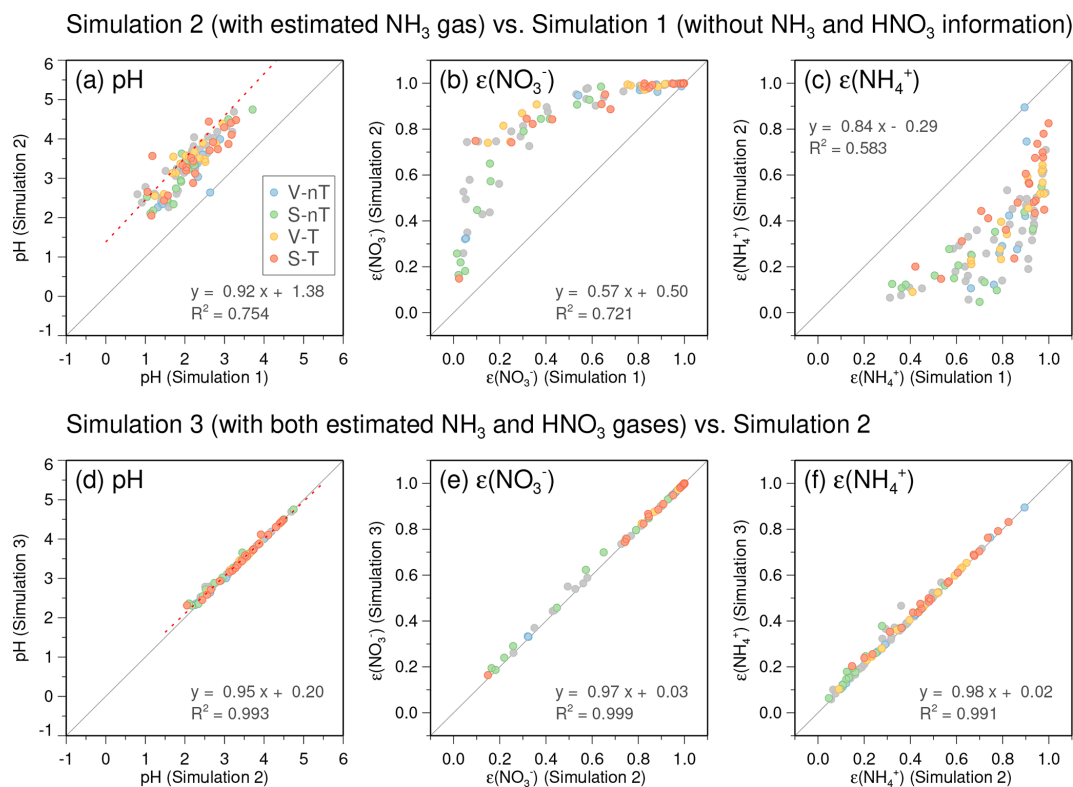 Simulation 2 (with estimated NH₃ gas) vs. Simulation 1 (without NH₃ and HNO₃ information)
(a) pH
pH (Simulation 2)
6
5
4
3
2
1
0
-1
V-nT
S-nT
V-T
S-T
y = 0.92 x + 1.38
R² = 0.754
-1 0 1 2 3 4 5 6
pH (Simulation 1)
(b) ε(NO₃⁻)
ε(NO₃⁻) (Simulation 2)
1.0
0.8
0.6
0.4
0.2
0.0
y = 0.57 x + 0.50
R² = 0.721
0.0 0.2 0.4 0.6 0.8 1.0
ε(NO₃⁻) (Simulation 1)
(c) ε(NH₄⁺)
ε(NH₄⁺) (Simulation 2)
1.0
0.8
0.6
0.4
0.2
0.0
y = 0.84 x - 0.29
R² = 0.583
0.0 0.2 0.4 0.6 0.8 1.0
ε(NH₄⁺) (Simulation 1)
Simulation 3 (with both estimated NH₃ and HNO₃ gases) vs. Simulation 2
(d) pH
pH (Simulation 3)
6
5
4
3
2
1
0
-1
y = 0.95 x + 0.20
R² = 0.993
-1 0 1 2 3 4 5 6
pH (Simulation 2)
(e) ε(NO₃⁻)
ε(NO₃⁻) (Simulation 3)
1.0
0.8
0.6
0.4
0.2
0.0
y = 0.97 x + 0.03
R² = 0.999
0.0 0.2 0.4 0.6 0.8 1.0
ε(NO₃⁻) (Simulation 2)
(f) ε(NH₄⁺)
ε(NH₄⁺) (Simulation 3)
1.0
0.8
0.6
0.4
0.2
0.0
y = 0.98 x + 0.02
R² = 0.991
0.0 0.2 0.4 0.6 0.8 1.0
ε(NH₄⁺) (Simulation 2)